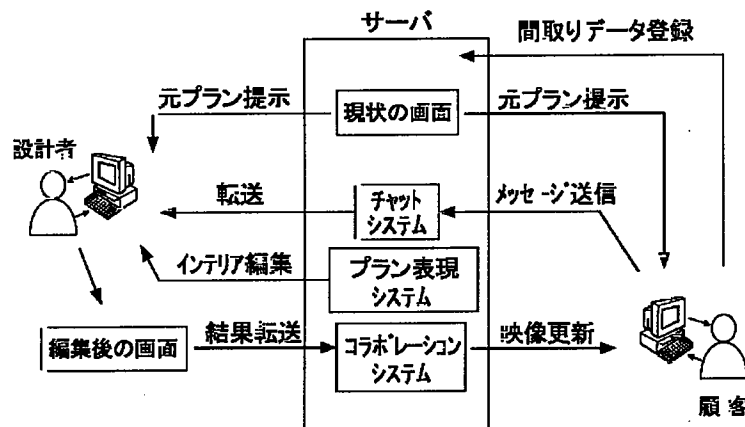 サーバ
間取りデータ登録
元プラン提示
現状の画面
元プラン提示
設計者
転送
チャット
システム
メッセージ送信
インテリア編集
プラン表現
システム
編集後の画面
結果転送
コラボレーション
システム
映像更新
顧客